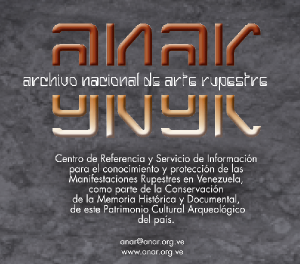 anar
archivo nacional de arte rupestre
Centro de Referencia y Servicio de Información
para el conocimiento y protección de las
Manifestaciones Rupestres en Venezuela,
como parte de la Conservación
de la Memoria Histórica y Documental,
de este Patrimonio Cultural Arqueológico
del país.
anar@anar.org.ve
www.anar.org.ve